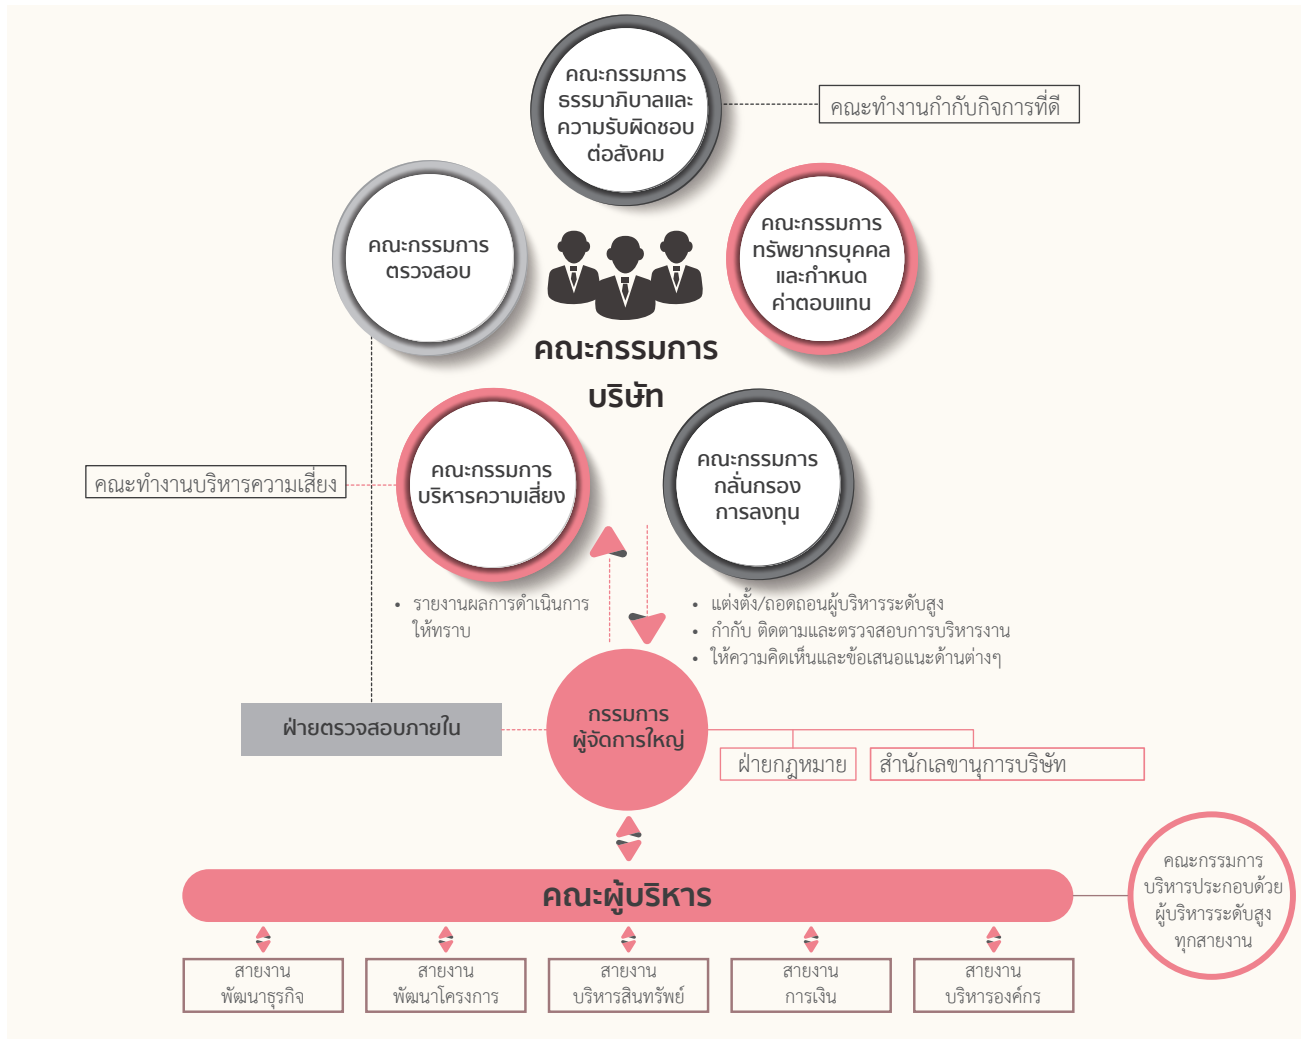 คณะกรรมการ
ธรรมาภิบาลและ
ความรับผิดชอบ
ต่อสังคม
คณะทำงานกำกับกิจการที่ดี
คณะกรรมการ
ตรวจสอบ
คณะกรรมการ
ทรัพยากรบุคคล
และกำหนด
ค่าตอบแทน
คณะกรรมการ
บริษัท
คณะทำงานบริหารความเสี่ยง
คณะกรรมการ
บริหารความเสี่ยง
คณะกรรมการ
กลั่นกรอง
การลงทุน
• รายงานผลการดำเนินการ
ให้ทราบ
• แต่งตั้ง/ถอดถอนผู้บริหารระดับสูง
• กำกับ ติดตามและตรวจสอบการบริหารงาน
• ให้ความคิดเห็นและข้อเสนอแนะด้านต่างๆ
ฝ่ายตรวจสอบภายใน
กรรมการ
ผู้จัดการใหญ่
ฝ่ายกฎหมาย
สำนักเลขานุการบริษัท
คณะผู้บริหาร
คณะกรรมการ
บริหารประกอบด้วย
ผู้บริหารระดับสูง
ทุกสายงาน
สายงาน
พัฒนาธุรกิจ
สายงาน
พัฒนาโครงการ
สายงาน
บริหารสินทรัพย์
สายงาน
การเงิน
สายงาน
บริหารองค์กร